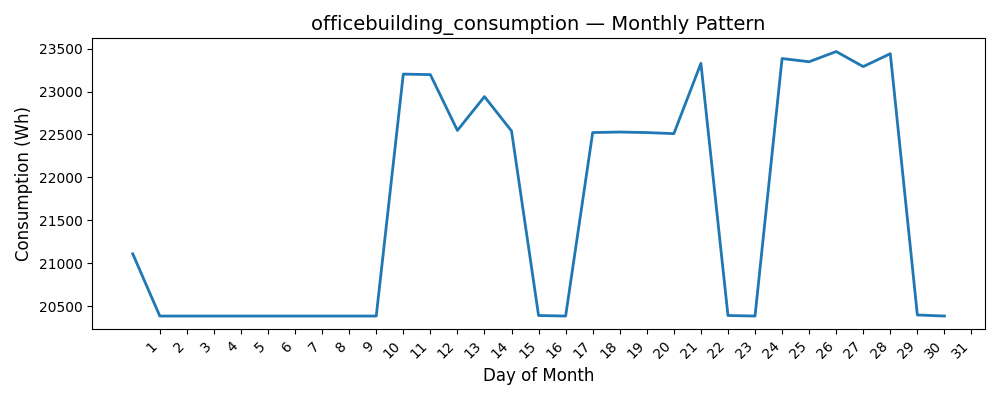 officebuilding_consumption — Monthly Pattern
Consumption (Wh)
23500
23000
22500
22000
21500
21000
20500
1 2 3 4 5 6 7 8 9 10 11 12 13 14 15 16 17 18 19 20 21 22 23 24 25 26 27 28 29 30 31
Day of Month